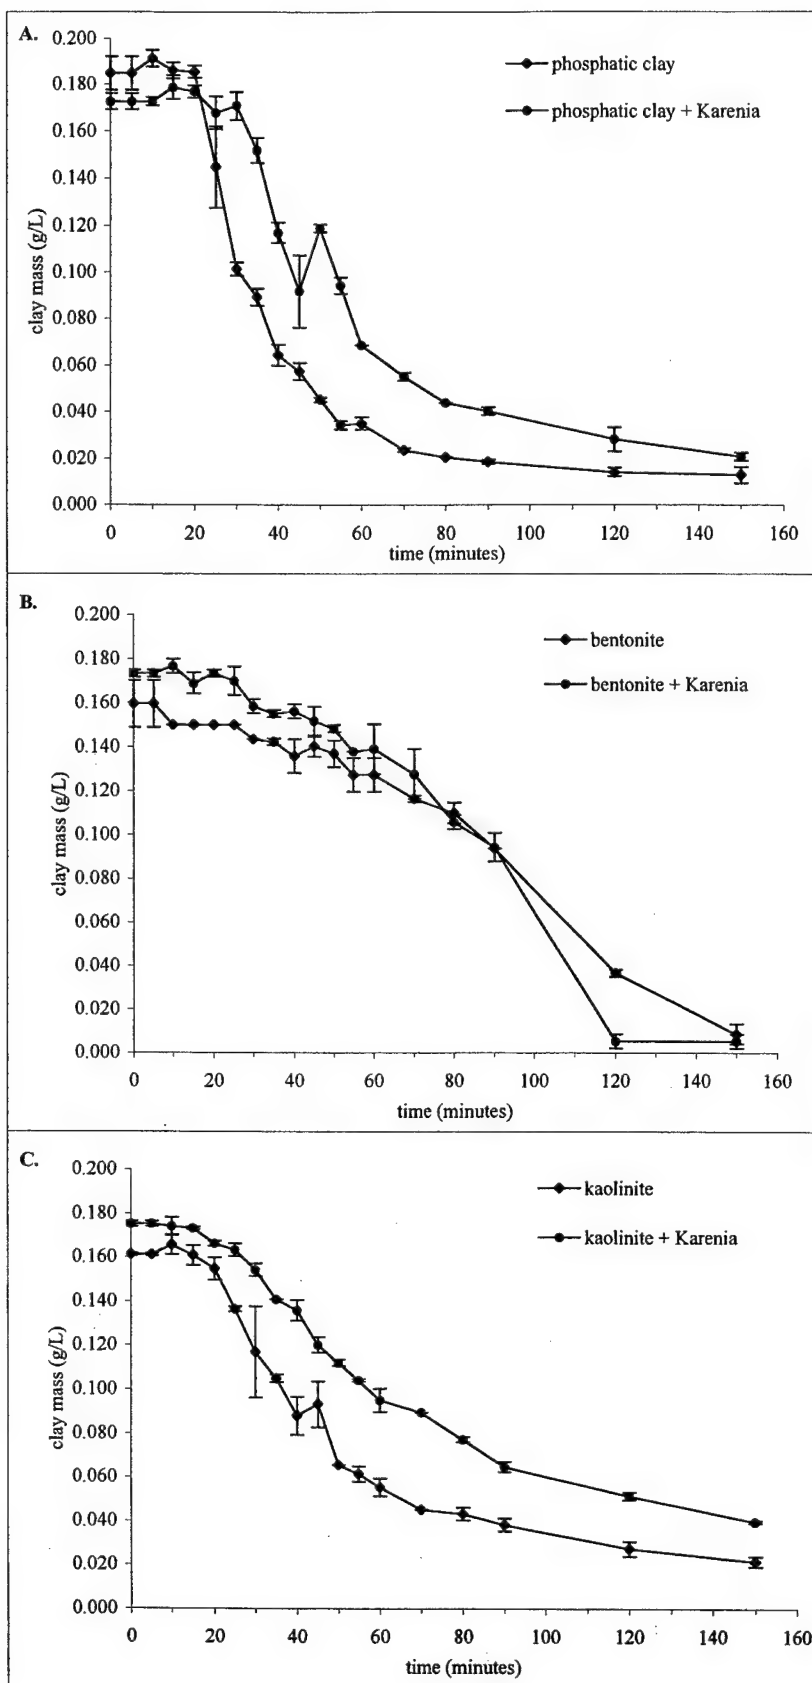 A.
0.200
0.180
0.160
0.140
0.120
0.100
0.080
0.060
0.040
0.020
0.000
clay mass (g/L)
phosphatic clay
phosphatic clay + Karenia
0 20 40 60 80 100 120 140 160
time (minutes)
B.
0.200
0.180
0.160
0.140
0.120
0.100
0.080
0.060
0.040
0.020
0.000
clay mass (g/L)
bentonite
bentonite + Karenia
0 20 40 60 80 100 120 140 160
time (minutes)
C.
0.200
0.180
0.160
0.140
0.120
0.100
0.080
0.060
0.040
0.020
0.000
clay mass (g/L)
kaolinite
kaolinite + Karenia
0 20 40 60 80 100 120 140 160
time (minutes)